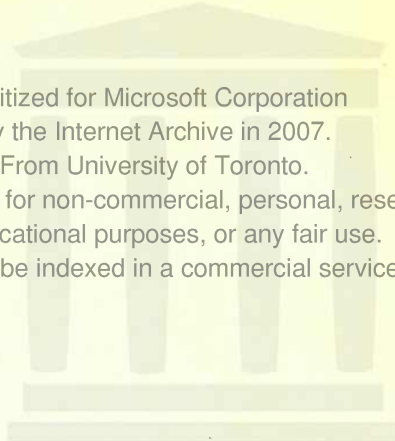 itized for Microsoft Corporation
the Internet Archive in 2007.
From University of Toronto.
for non-commercial, personal, rese
cational purposes, or any fair use.
be indexed in a commercial service